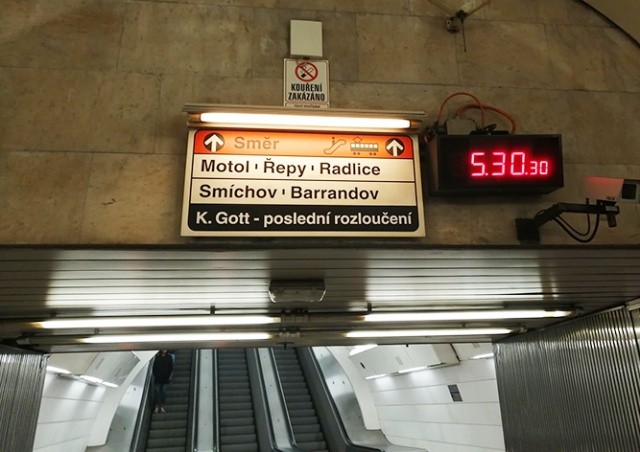 KOUŘENÍ
ZAKÁZÁNO
Směr
Motol Řepy Radlice
Smíchov Barrandov
K. Gott - poslední rozloučení
5.30.30